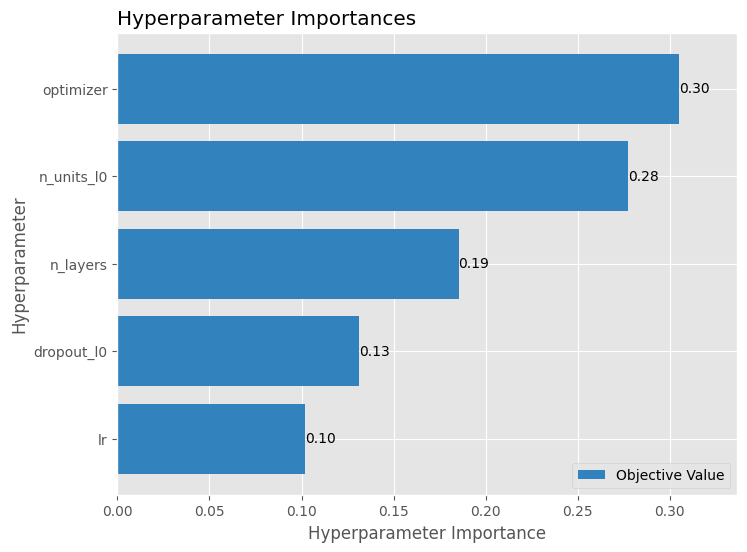 Hyperparameter Importances
Hyperparameter
optimizer
0.30
n_units_l0
0.28
n_layers
0.19
dropout_l0
0.13
lr
0.10
Objective Value
0.00 0.05 0.10 0.15 0.20 0.25 0.30
Hyperparameter Importance